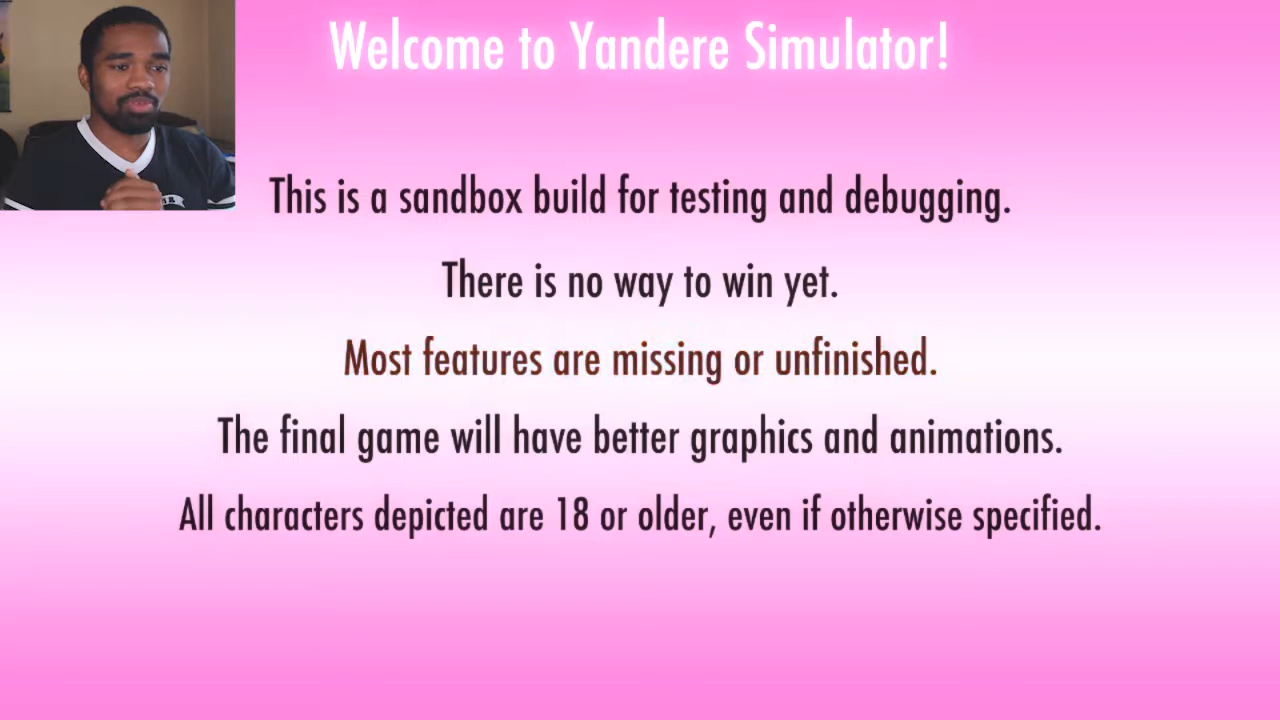 Welcome to Yandere Simulator!
This is a sandbox build for testing and debugging.
There is no way to win yet.
Most features are missing or unfinished.
The final game will have better graphics and animations.
All characters depicted are 18 or older, even if otherwise specified.